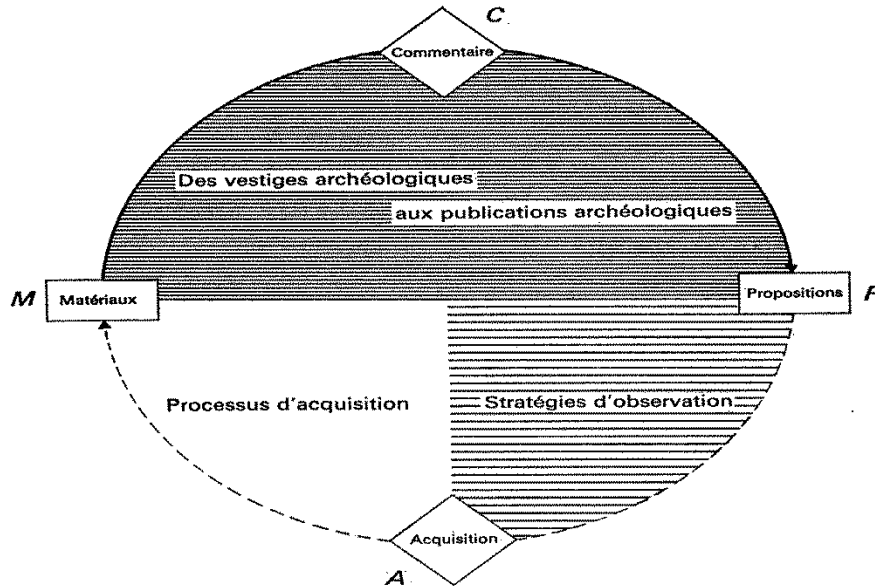 C
Commentaire
Des vestiges archéologiques
aux publications archéologiques
M
Matériaux
Propositions
P
Processus d'acquisition
Stratégies d'observation
Acquisition
A